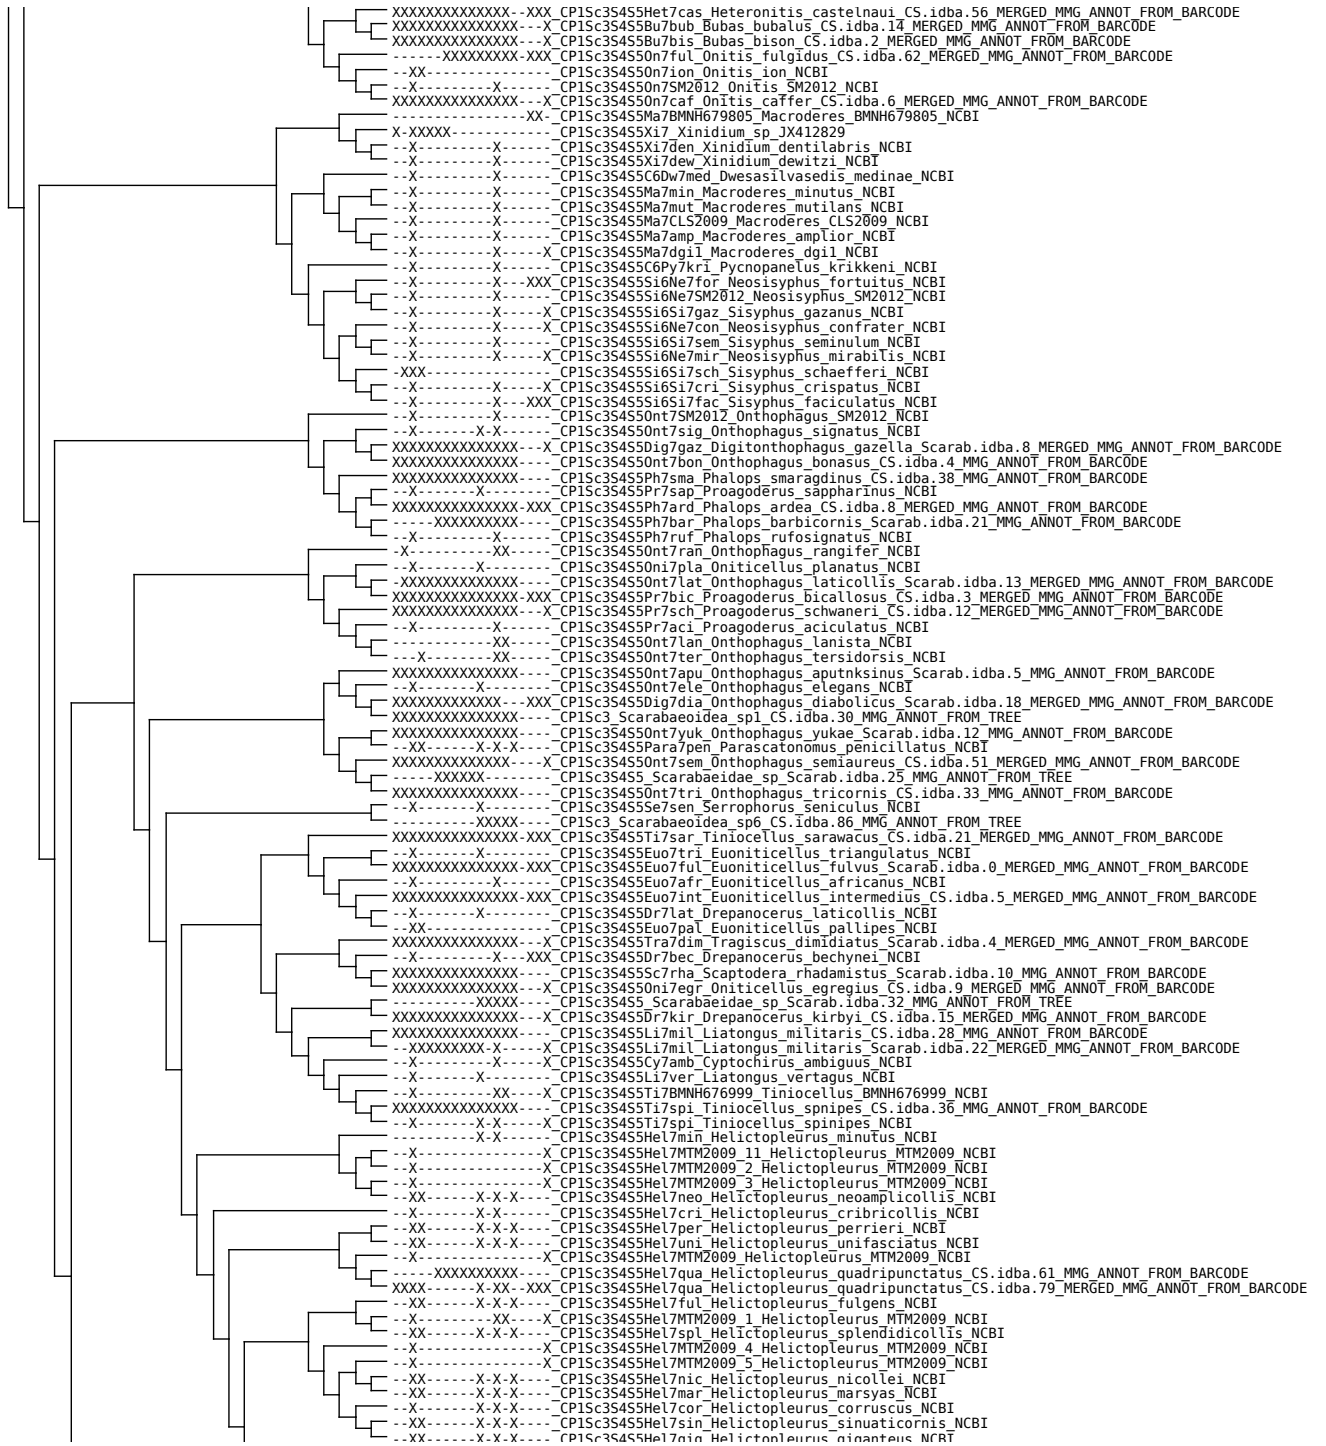 XXXXXXXXXXXXXX--XXX_CP1Sc3S4S5Het7cas_Heteronitis_castelnaui_CS.idba.56_MERGED_MMG_ANNOT_FROM_BARCODE
XXXXXXXXXXXXXXX---X_CP1Sc3S4S5Bu7bub_Bubas_bubalus_CS.idba.14_MERGED_MMG_ANNOT_FROM_BARCODE
XXXXXXXXXXXXXXX---X_CP1Sc3S4S5Bu7bis_Bubas_bison_CS.idba.2_MERGED_MMG_ANNOT_FROM_BARCODE
------XXXXXXXXX-XXX_CP1Sc3S4S5On7ful_Onitis_fulgidus_CS.idba.62_MERGED_MMG_ANNOT_FROM_BARCODE
--XX---------------_CP1Sc3S4S5On7ion_Onitis_ion_NCBI
--X---------X------_CP1Sc3S4S5On7SM2012_Onitis_SM2012_NCBI
XXXXXXXXXXXXXXX---X_CP1Sc3S4S5On7caf_Onitis_caffer_CS.idba.6_MERGED_MMG_ANNOT_FROM_BARCODE
----------------XX-_CP1Sc3S4S5Ma7BMNH679805_Macroderes_BMNH679805_NCBI
X-XXXXX------------_CP1Sc3S4S5Xi7_Xinidium_sp_JX412829
--X---------X------_CP1Sc3S4S5Xi7den_Xinidium_dentilabris_NCBI
--X---------X------_CP1Sc3S4S5Xi7dew_Xinidium_dewitzi_NCBI
--X---------X------_CP1Sc3S4S5C6Dw7med_Dwesasilvasedis_medinae_NCBI
--X---------X------_CP1Sc3S4S5Ma7min_Macroderes_minutus_NCBI
--X---------X------_CP1Sc3S4S5Ma7mut_Macroderes_mutilans_NCBI
--X---------X------_CP1Sc3S4S5Ma7CLS2009_Macroderes_CLS2009_NCBI
--X---------X------_CP1Sc3S4S5Ma7amp_Macroderes_amplior_NCBI
--X---------X-----X_CP1Sc3S4S5Ma7dgi1_Macroderes_dgi1_NCBI
--X---------X------_CP1Sc3S4S5C6Py7kri_Pycnopanelus_krikkeni_NCBI
--X---------X---XXX_CP1Sc3S4S5Si6Ne7for_Neosisyphus_fortuitus_NCBI
--X---------X------_CP1Sc3S4S5Si6Ne7SM2012_Neosisyphus_SM2012_NCBI
--X---------X-----X_CP1Sc3S4S5Si6Si7gaz_Sisyphus_gazanus_NCBI
--X---------X-----X_CP1Sc3S4S5Si6Ne7con_Neosisyphus_confrater_NCBI
--X---------X------_CP1Sc3S4S5Si6Si7sem_Sisyphus_seminulum_NCBI
--X---------X-----X_CP1Sc3S4S5Si6Ne7mir_Neosisyphus_mirabilis_NCBI
-XXX---------------_CP1Sc3S4S5Si6Si7sch_Sisyphus_schaefferi_NCBI
--X---------X-----X_CP1Sc3S4S5Si6Si7cri_Sisyphus_crispatus_NCBI
--X---------X---XXX_CP1Sc3S4S5Si6Si7fac_Sisyphus_faciculatus_NCBI
--X---------X------_CP1Sc3S4S5Ont7SM2012_Onthophagus_SM2012_NCBI
--X-------X-X------_CP1Sc3S4S5Ont7sig_Onthophagus_signatus_NCBI
XXXXXXXXXXXXXXX---X_CP1Sc3S4S5Dig7gaz_Digitonthophagus_gazella_Scarab.idba.8_MERGED_MMG_ANNOT_FROM_BARCODE
XXXXXXXXXXXXXXX----_CP1Sc3S4S5Ont7bon_Onthophagus_bonasus_CS.idba.4_MMG_ANNOT_FROM_BARCODE
XXXXXXXXXXXXXXX----_CP1Sc3S4S5Ph7sma_Phalops_smaragdinus_CS.idba.38_MMG_ANNOT_FROM_BARCODE
--X-------X--------_CP1Sc3S4S5Pr7sap_Proagoderus_sappharinus_NCBI
XXXXXXXXXXXXXXX-XXX_CP1Sc3S4S5Ph7ard_Phalops_ardea_CS.idba.8_MERGED_MMG_ANNOT_FROM_BARCODE
-----XXXXXXXXXX----_CP1Sc3S4S5Ph7bar_Phalops_barbicornis_Scarab.idba.21_MMG_ANNOT_FROM_BARCODE
--X---------X------_CP1Sc3S4S5Ph7ruf_Phalops_rufosignatus_NCBI
-X----------XX-----_CP1Sc3S4S5Ont7ran_Onthophagus_rangifer_NCBI
--X-------X--------_CP1Sc3S4S5Oni7pla_Oniticellus_planatus_NCBI
-XXXXXXXXXXXXXX----_CP1Sc3S4S5Ont7lat_Onthophagus_laticollis_Scarab.idba.13_MERGED_MMG_ANNOT_FROM_BARCODE
XXXXXXXXXXXXXXX-XXX_CP1Sc3S4S5Pr7bic_Proagoderus_bicallosus_CS.idba.3_MERGED_MMG_ANNOT_FROM_BARCODE
XXXXXXXXXXXXXXX---X_CP1Sc3S4S5Pr7sch_Proagoderus_schwaneri_CS.idba.12_MERGED_MMG_ANNOT_FROM_BARCODE
--X---------X------_CP1Sc3S4S5Pr7aci_Proagoderus_aciculatus_NCBI
------------XX-----_CP1Sc3S4S5Ont7lan_Onthophagus_lanista_NCBI
---X--------XX-----_CP1Sc3S4S5Ont7ter_Onthophagus_tersidorsis_NCBI
XXXXXXXXXXXXXXX----_CP1Sc3S4S5Ont7apu_Onthophagus_aputnksinus_Scarab.idba.5_MMG_ANNOT_FROM_BARCODE
--X-------X--------_CP1Sc3S4S5Ont7ele_Onthophagus_elegans_NCBI
XXXXXXXXXXXXX---XXX_CP1Sc3S4S5Dig7dia_Onthophagus_diabolicus_Scarab.idba.18_MERGED_MMG_ANNOT_FROM_BARCODE
XXXXXXXXXXXXXXX----_CP1Sc3_Scarabaeoidea_sp1_CS.idba.30_MMG_ANNOT_FROM_TREE
XXXXXXXXXXXXXXX----_CP1Sc3S4S5Ont7yuk_Onthophagus_yukae_Scarab.idba.12_MMG_ANNOT_FROM_BARCODE
--XX------X-X-X----_CP1Sc3S4S5Para7pen_Parascatonomus_penicillatus_NCBI
XXXXXXXXXXXXXX----X_CP1Sc3S4S5Ont7sem_Onthophagus_semiaureus_CS.idba.51_MERGED_MMG_ANNOT_FROM_BARCODE
-----XXXXXX--------_CP1Sc3S4S5_Scarabaeidae_sp_Scarab.idba.25_MMG_ANNOT_FROM_TREE
XXXXXXXXXXXXXXX----_CP1Sc3S4S5Ont7tri_Onthophagus_tricornis_CS.idba.33_MMG_ANNOT_FROM_BARCODE
--X-------X--------_CP1Sc3S4S5Se7sen_Serrophorus_seniculus_NCBI
----------XXXXX----_CP1Sc3_Scarabaeoidea_sp6_CS.idba.86_MMG_ANNOT_FROM_TREE
XXXXXXXXXXXXXXX-XXX_CP1Sc3S4S5Ti7sar_Tiniocellus_sarawacus_CS.idba.21_MERGED_MMG_ANNOT_FROM_BARCODE
--X-------X--------_CP1Sc3S4S5Euo7tri_Euoniticellus_triangulatus_NCBI
XXXXXXXXXXXXXXX-XXX_CP1Sc3S4S5Euo7ful_Euoniticellus_fulvus_Scarab.idba.0_MERGED_MMG_ANNOT_FROM_BARCODE
--X---------X------_CP1Sc3S4S5Euo7afr_Euoniticellus_africanus_NCBI
XXXXXXXXXXXXXXX-XXX_CP1Sc3S4S5Euo7int_Euoniticellus_intermedius_CS.idba.5_MERGED_MMG_ANNOT_FROM_BARCODE
--X-------X--------_CP1Sc3S4S5Dr7lat_Drepanocerus_laticollis_NCBI
--XX---------------_CP1Sc3S4S5Euo7pal_Euoniticellus_pallipes_NCBI
XXXXXXXXXXXXXXX---X_CP1Sc3S4S5Tra7dim_Tragiscus_dimidiatus_Scarab.idba.4_MERGED_MMG_ANNOT_FROM_BARCODE
--X---------X---XXX_CP1Sc3S4S5Dr7bec_Drepanocerus_bechynei_NCBI
XXXXXXXXXXXXXXX----_CP1Sc3S4S5Sc7rha_Scaptodera_rhadamistus_Scarab.idba.10_MMG_ANNOT_FROM_BARCODE
XXXXXXXXXXXXXXX---X_CP1Sc3S4S5Oni7egr_Oniticellus_egregius_CS.idba.9_MERGED_MMG_ANNOT_FROM_BARCODE
----------XXXXX----_CP1Sc3S4S5_Scarabaeidae_sp_Scarab.idba.32_MMG_ANNOT_FROM_TREE
XXXXXXXXXXXXXXX---X_CP1Sc3S4S5Dr7kir_Drepanocerus_kirbyi_CS.idba.15_MERGED_MMG_ANNOT_FROM_BARCODE
XXXXXXXXXXXXXXX----_CP1Sc3S4S5Li7mil_Liatongus_militaris_CS.idba.28_MMG_ANNOT_FROM_BARCODE
--XXXXXXXXX-X-----X_CP1Sc3S4S5Li7mil_Liatongus_militaris_Scarab.idba.22_MERGED_MMG_ANNOT_FROM_BARCODE
--X---------X-----X_CP1Sc3S4S5Cy7amb_Cyptochirus_ambiguus_NCBI
--X-------X--------_CP1Sc3S4S5Li7ver_Liatongus_vertagus_NCBI
--X---------XX----X_CP1Sc3S4S5Ti7BMNH676999_Tiniocellus_BMNH676999_NCBI
XXXXXXXXXXXXXXX----_CP1Sc3S4S5Ti7spi_Tiniocellus_spnipes_CS.idba.36_MMG_ANNOT_FROM_BARCODE
--X-------X-X-----X_CP1Sc3S4S5Ti7spi_Tiniocellus_spinipes_NCBI
----------X-X------_CP1Sc3S4S5Hel7min_Helictopleurus_minutus_NCBI
--X---------------X_CP1Sc3S4S5Hel7MTM2009_11_Helictopleurus_MTM2009_NCBI
--X---------------X_CP1Sc3S4S5Hel7MTM2009_2_Helictopleurus_MTM2009_NCBI
--X---------------X_CP1Sc3S4S5Hel7MTM2009_3_Helictopleurus_MTM2009_NCBI
--XX------X-X-X----_CP1Sc3S4S5Hel7neo_Helictopleurus_neoamplicollis_NCBI
--X-------X-X------_CP1Sc3S4S5Hel7cri_Helictopleurus_cribricollis_NCBI
--XX------X-X-X----_CP1Sc3S4S5Hel7per_Helictopleurus_perrieri_NCBI
--XX------X-X-X----_CP1Sc3S4S5Hel7uni_Helictopleurus_unifasciatus_NCBI
--X---------------X_CP1Sc3S4S5Hel7MTM2009_Helictopleurus_MTM2009_NCBI
-----XXXXXXXXXX----_CP1Sc3S4S5Hel7qua_Helictopleurus_quadripunctatus_CS.idba.61_MMG_ANNOT_FROM_BARCODE
XXXX------X-XX--XXX_CP1Sc3S4S5Hel7qua_Helictopleurus_quadripunctatus_CS.idba.79_MERGED_MMG_ANNOT_FROM_BARCODE
--XX------X-X-X----_CP1Sc3S4S5Hel7ful_Helictopleurus_fulgens_NCBI
--X---------XX----X_CP1Sc3S4S5Hel7MTM2009_1_Helictopleurus_MTM2009_NCBI
--XX------X-X-X----_CP1Sc3S4S5Hel7spl_Helictopleurus_splendidicollis_NCBI
--X---------------X_CP1Sc3S4S5Hel7MTM2009_4_Helictopleurus_MTM2009_NCBI
--X---------------X_CP1Sc3S4S5Hel7MTM2009_5_Helictopleurus_MTM2009_NCBI
--XX------X-X-X----_CP1Sc3S4S5Hel7nic_Helictopleurus_nicollei_NCBI
--XX------X-X-X----_CP1Sc3S4S5Hel7mar_Helictopleurus_marsyas_NCBI
--X-------X-X-X----_CP1Sc3S4S5Hel7cor_Helictopleurus_corruscus_NCBI
--XX------X-X-X----_CP1Sc3S4S5Hel7sin_Helictopleurus_sinuaticornis_NCBI
--XX------X-X-X----_CP1Sc3S4S5Hel7gig_Helictopleurus_giganteus_NCBI